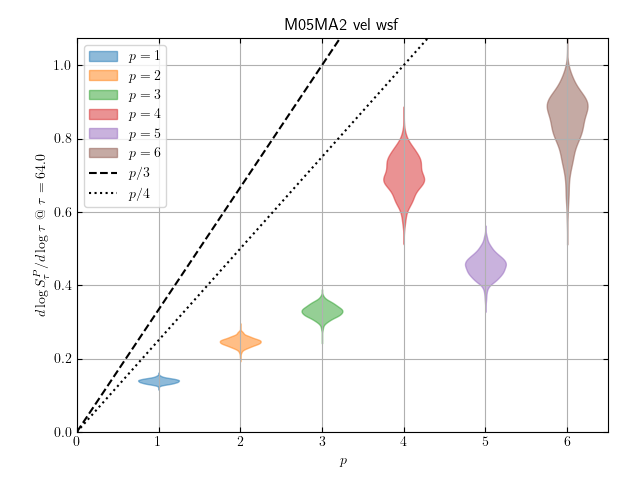 M05MA2 vel wsf
d log S_τ^P / d log τ @ τ = 64.0
1.0
0.8
0.6
0.4
0.2
0.0
p = 1
p = 2
p = 3
p = 4
p = 5
p = 6
p/3
p/4
0 1 2 3 4 5 6
p